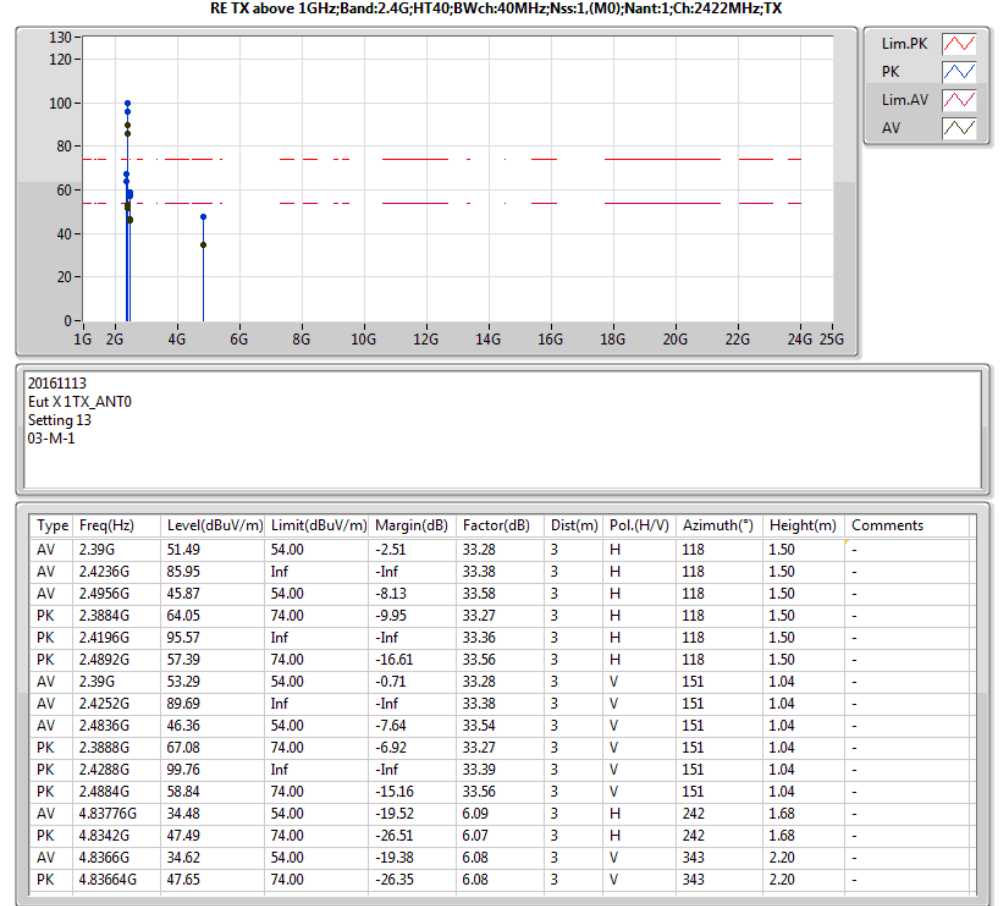 RE TX above 1GHz;Band:2.4G;HT40;BWch:40MHz;Nss:1,(M0);Nant:1;Ch:2422MHz;TX
130
120
100
80
60
40
20
0
1G 2G 4G 6G 8G 10G 12G 14G 16G 18G 20G 22G 24G 25G
Lim.PK
PK
Lim.AV
AV
20161113
Eut X 1TX_ANT0
Setting 13
03-M-1
Type Freq(Hz) Level(dBuV/m) Limit(dBuV/m) Margin(dB) Factor(dB) Dist(m) Pol.(H/V) Azimuth(°) Height(m) Comments
AV 2.39G 51.49 54.00 -2.51 33.28 3 H 118 1.50 -
AV 2.4236G 85.95 Inf -Inf 33.38 3 H 118 1.50 -
AV 2.4956G 45.87 54.00 -8.13 33.58 3 H 118 1.50 -
PK 2.3884G 64.05 74.00 -9.95 33.27 3 H 118 1.50 -
PK 2.4196G 95.57 Inf -Inf 33.36 3 H 118 1.50 -
PK 2.4892G 57.39 74.00 -16.61 33.56 3 H 118 1.50 -
AV 2.39G 53.29 54.00 -0.71 33.28 3 V 151 1.04 -
AV 2.4252G 89.69 Inf -Inf 33.38 3 V 151 1.04 -
AV 2.4836G 46.36 54.00 -7.64 33.54 3 V 151 1.04 -
PK 2.3888G 67.08 74.00 -6.92 33.27 3 V 151 1.04 -
PK 2.4288G 99.76 Inf -Inf 33.39 3 V 151 1.04 -
PK 2.4884G 58.84 74.00 -15.16 33.56 3 V 151 1.04 -
AV 4.83776G 34.48 54.00 -19.52 6.09 3 H 242 1.68 -
PK 4.8342G 47.49 74.00 -26.51 6.07 3 H 242 1.68 -
AV 4.8366G 34.62 54.00 -19.38 6.08 3 V 343 2.20 -
PK 4.83664G 47.65 74.00 -26.35 6.08 3 V 343 2.20 -